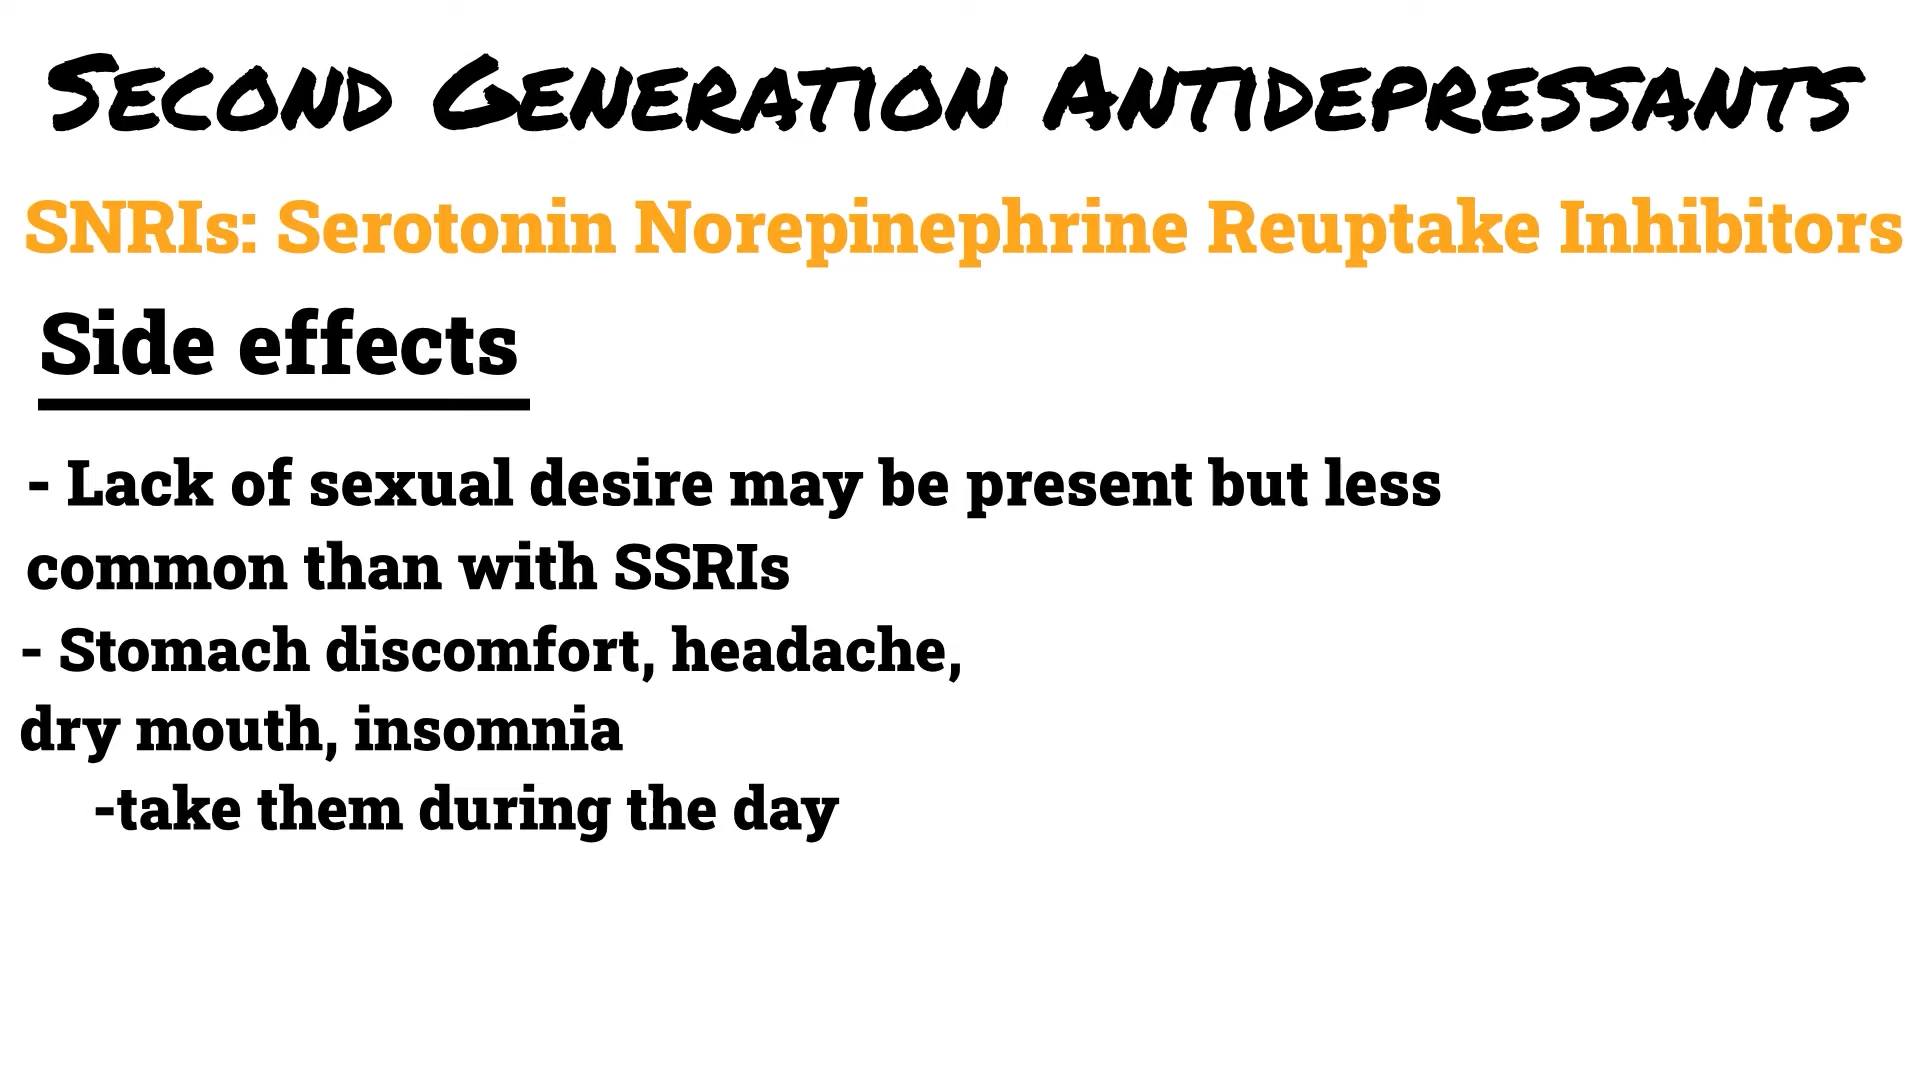 Second Generation Antidepressants
SNRIs: Serotonin Norepinephrine Reuptake Inhibitors
Side effects
- Lack of sexual desire may be present but less
common than with SSRIs
- Stomach discomfort, headache,
dry mouth, insomnia
-take them during the day